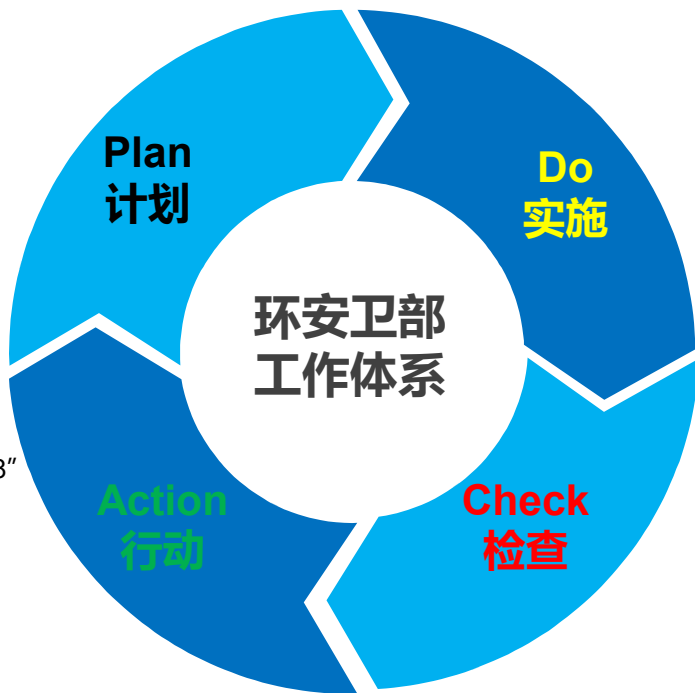 Plan
计划
Do
实施
环安卫部
工作体系
Check
检查
Action
行动